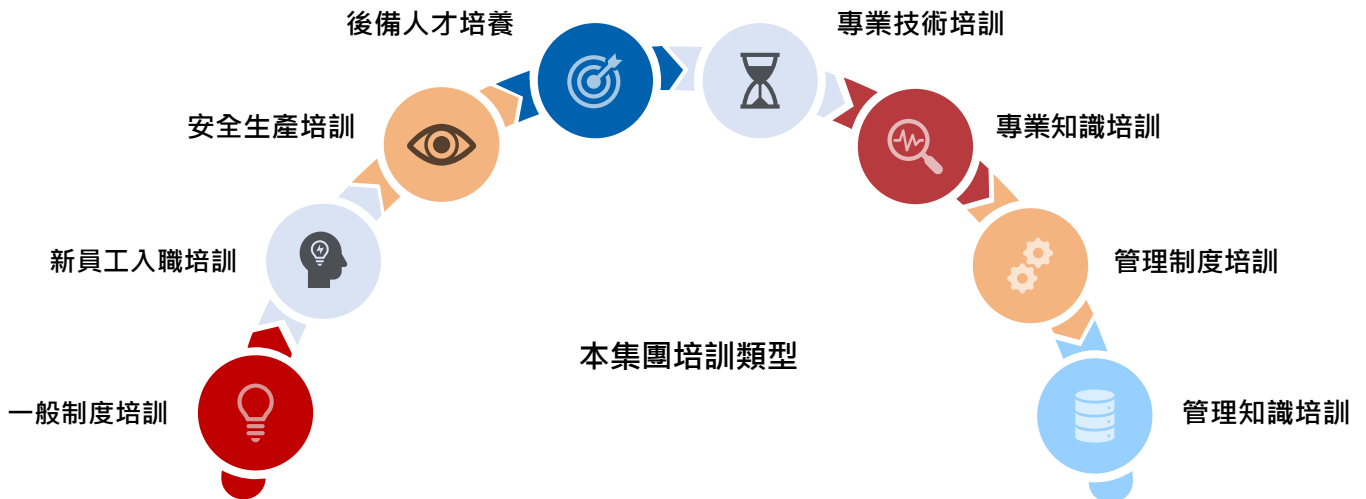 後備人才培養
專業技術培訓
安全生產培訓
專業知識培訓
新員工入職培訓
管理制度培訓
本集團培訓類型
一般制度培訓
管理知識培訓